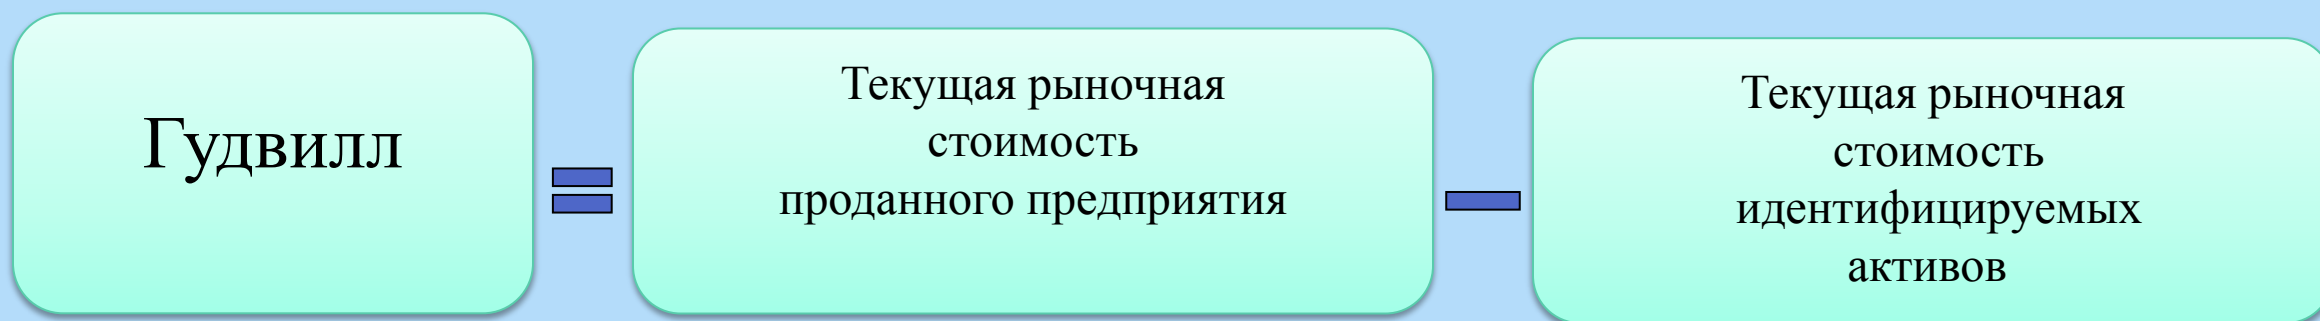 Гудвилл
Текущая рыночная
стоимость
проданного предприятия
Текущая рыночная
стоимость
идентифицируемых
активов